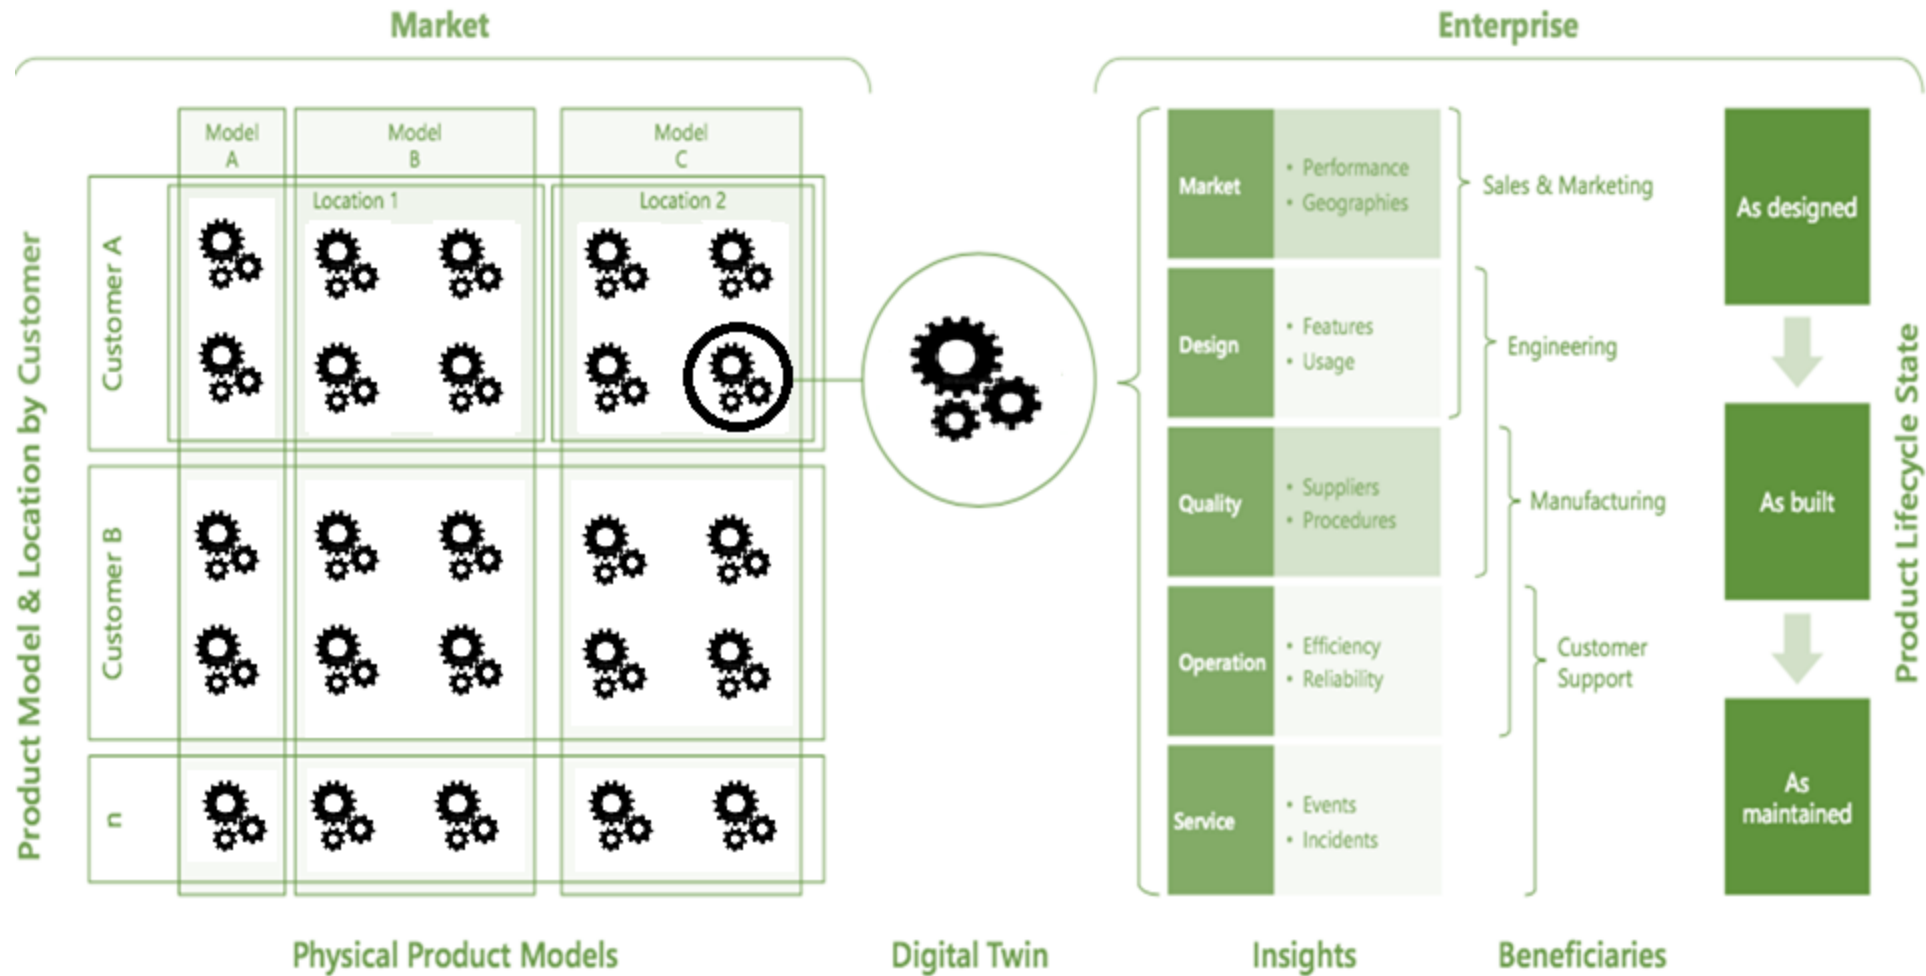 Market
Enterprise
Product Model & Location by Customer
Model
A
Model
B
Model
C
Customer A
Location 1
Location 2
Customer B
n
Market
• Performance
• Geographies
Design
• Features
• Usage
Quality
• Suppliers
• Procedures
Operation
• Efficiency
• Reliability
Service
• Events
• Incidents
Sales & Marketing
Engineering
Manufacturing
Customer
Support
As designed
As built
As
maintained
Product Lifecycle State
Physical Product Models
Digital Twin
Insights
Beneficiaries